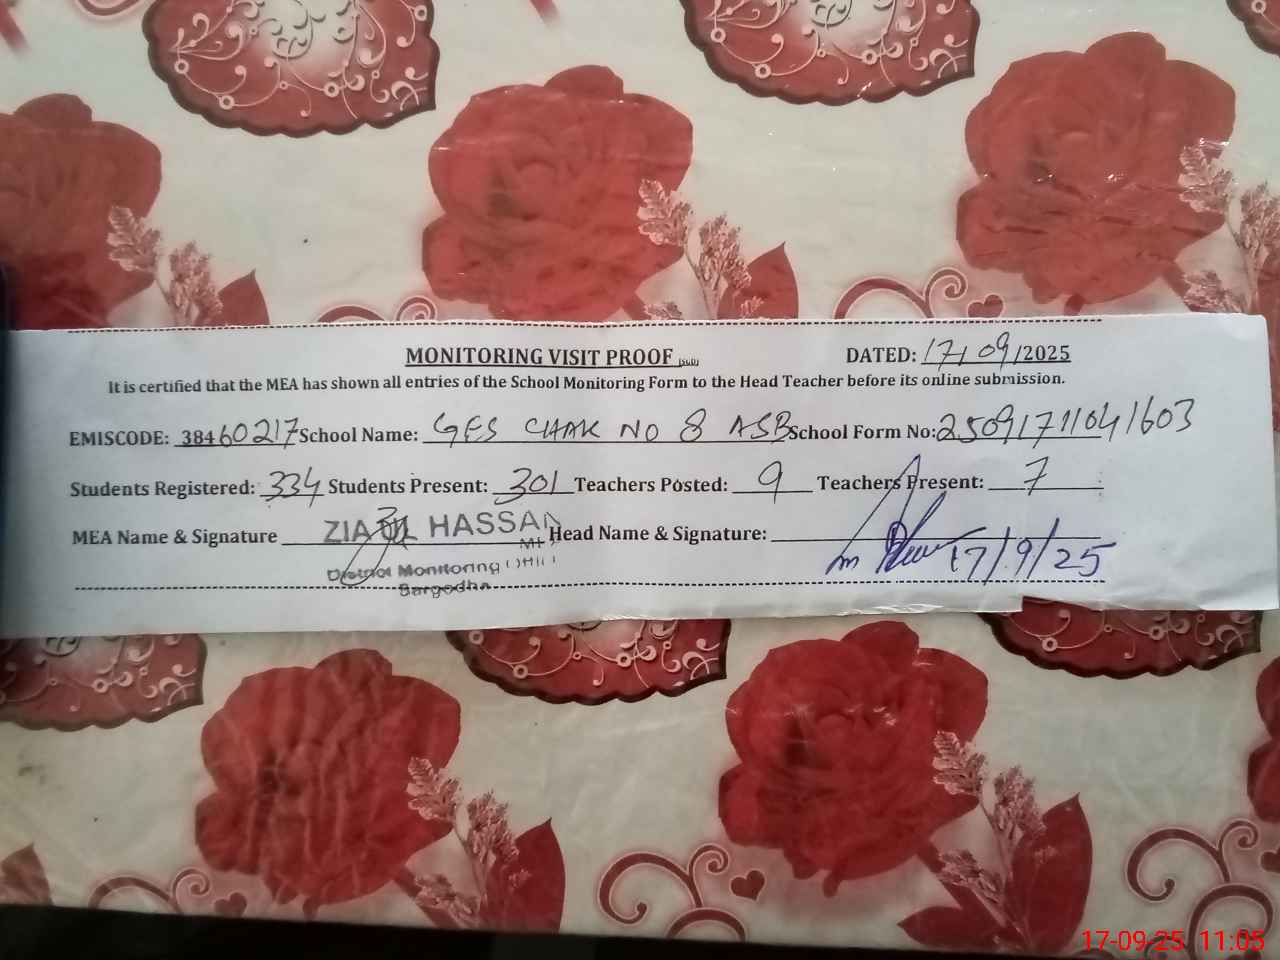 MONITORING VISIT PROOF (SGD) DATED: 17/09/2025
It is certified that the MEA has shown all entries of the School Monitoring Form to the Head Teacher before its online submission.
EMISCODE: 38460217 School Name: GES CHAK NO 8 ASB School Form No: 25091711041603
Students Registered: 334 Students Present: 301 Teachers Posted: 9 Teachers Present: 7
MEA Name & Signature ZIA UL HASSAN Head Name & Signature:
17/9/25
District Monitoring
Sargodha
17-09-25 11:05